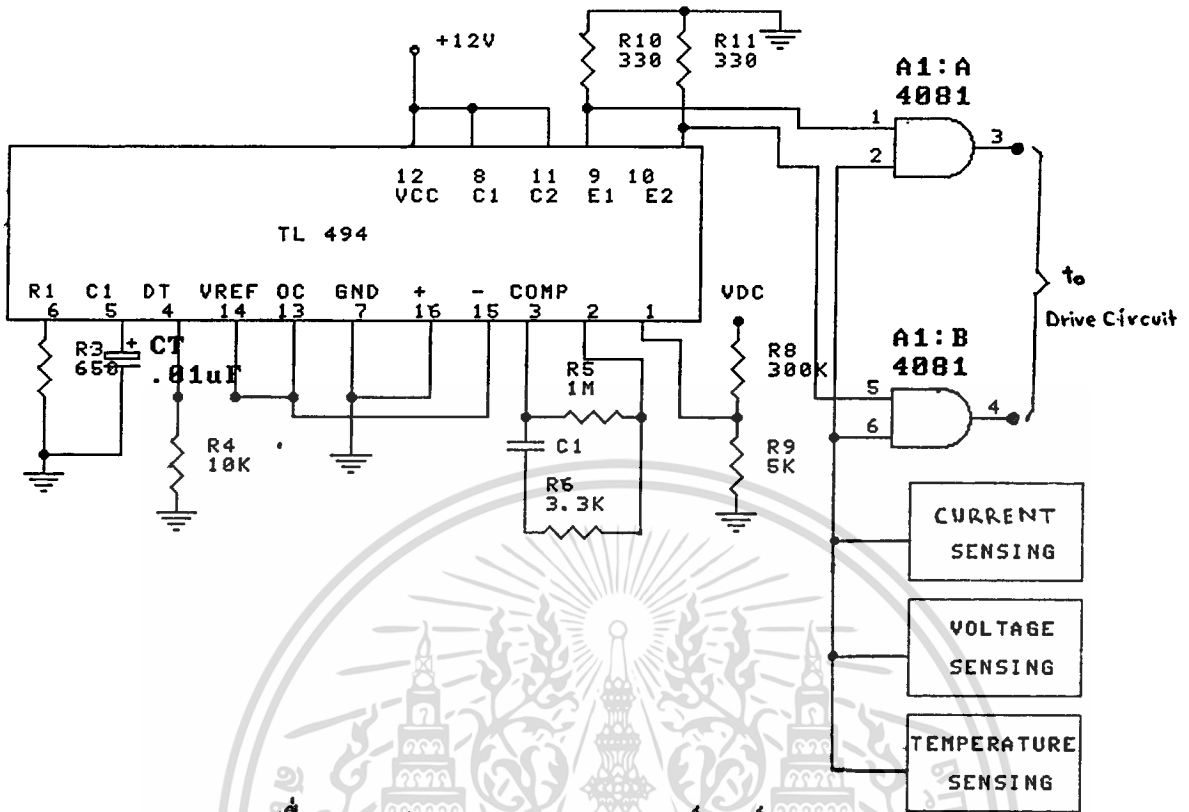 +12V
R10
330
R11
330
A1:A
4081
1
2
3
12
VCC
8
C1
11
C2
9
E1
10
E2
TL 494
R1
6
C1
5
DT
4
VREF
14
OC
13
GND
7
+
16
-
15
COMP
3
2
1
VDC
to
Drive Circuit
R3
650
+
CT
.01uF
R5
1M
R8
300K
A1:B
4081
5
6
4
R4
10K
C1
R9
5K
R6
3.3K
CURRENT
SENSING
VOLTAGE
SENSING
TEMPERATURE
SENSING